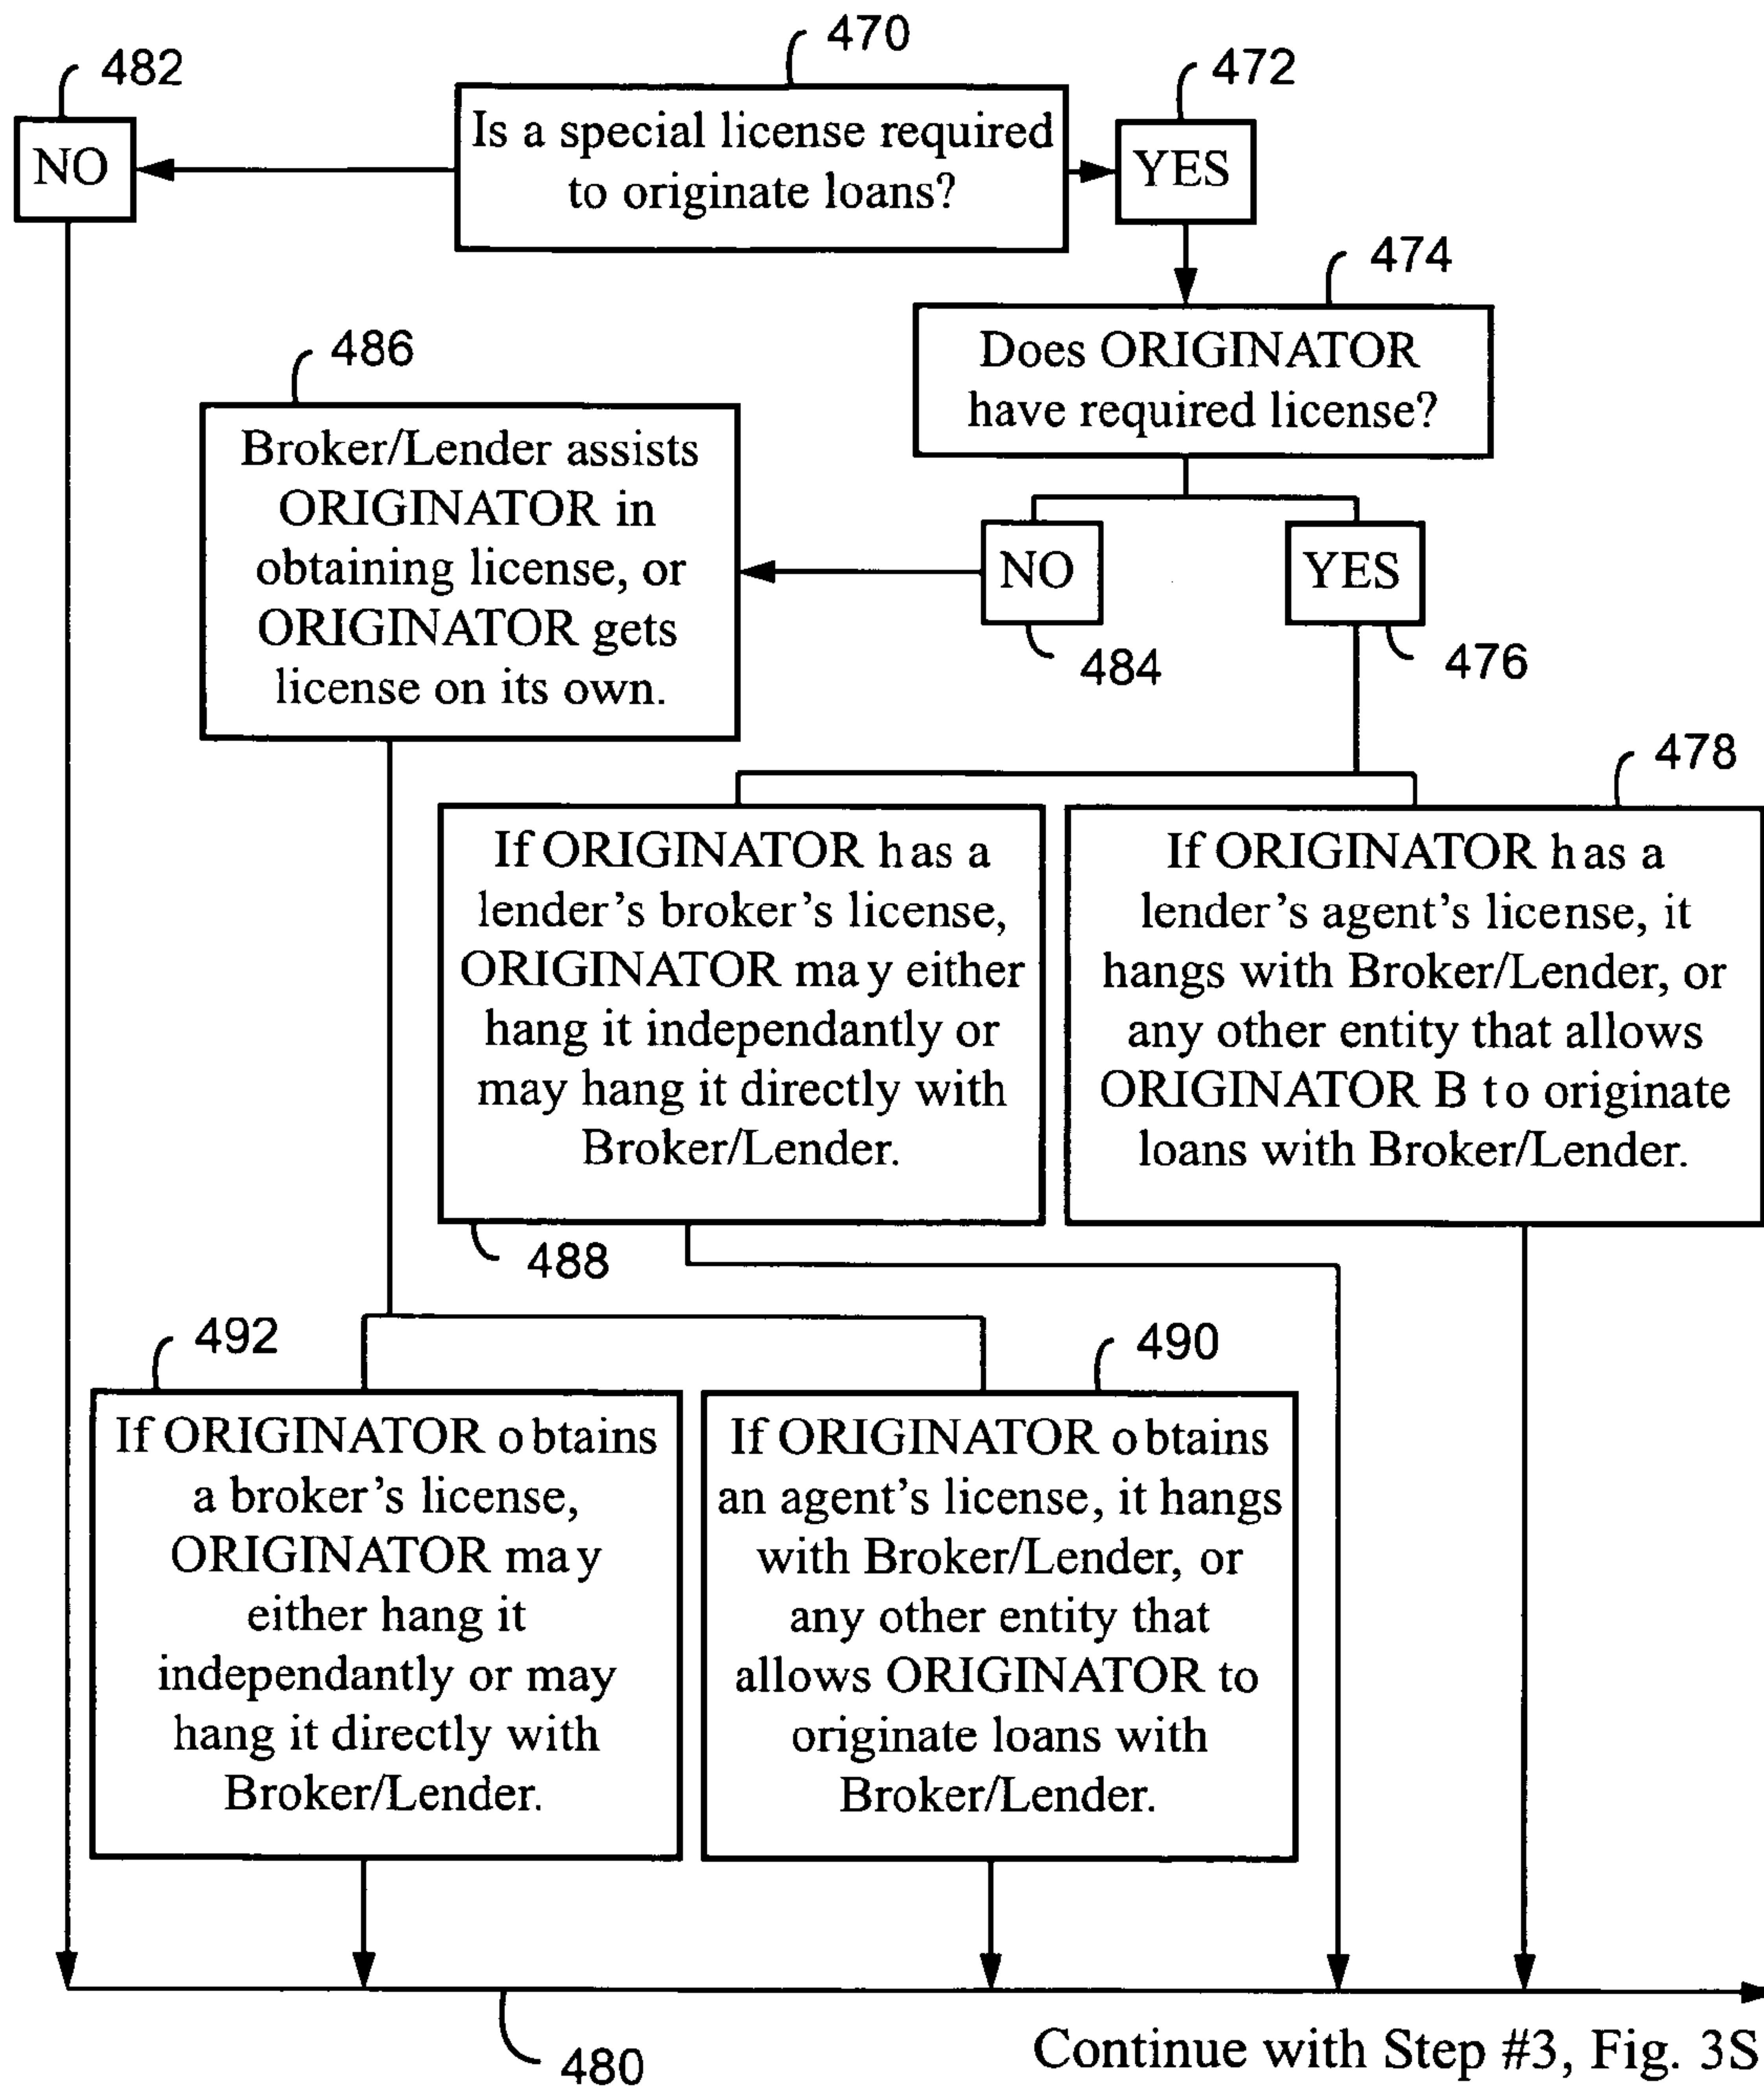 470
482
472
Is a special license required
to originate loans?
NO
YES
474
Does ORIGINATOR
have required license?
486
Broker/Lender assists
ORIGINATOR in
obtaining license, or
ORIGINATOR gets
license on its own.
NO
YES
484
476
478
If ORIGINATOR has a
lender's broker's license,
ORIGINATOR may either
hang it independantly or
may hang it directly with
Broker/Lender.
If ORIGINATOR has a
lender's agent's license, it
hangs with Broker/Lender, or
any other entity that allows
ORIGINATOR B to originate
loans with Broker/Lender.
488
492
490
If ORIGINATOR obtains
a broker's license,
ORIGINATOR may
either hang it
independantly or may
hang it directly with
Broker/Lender.
If ORIGINATOR obtains
an agent's license, it hangs
with Broker/Lender, or
any other entity that
allows ORIGINATOR to
originate loans with
Broker/Lender.
480
Continue with Step #3, Fig. 3S